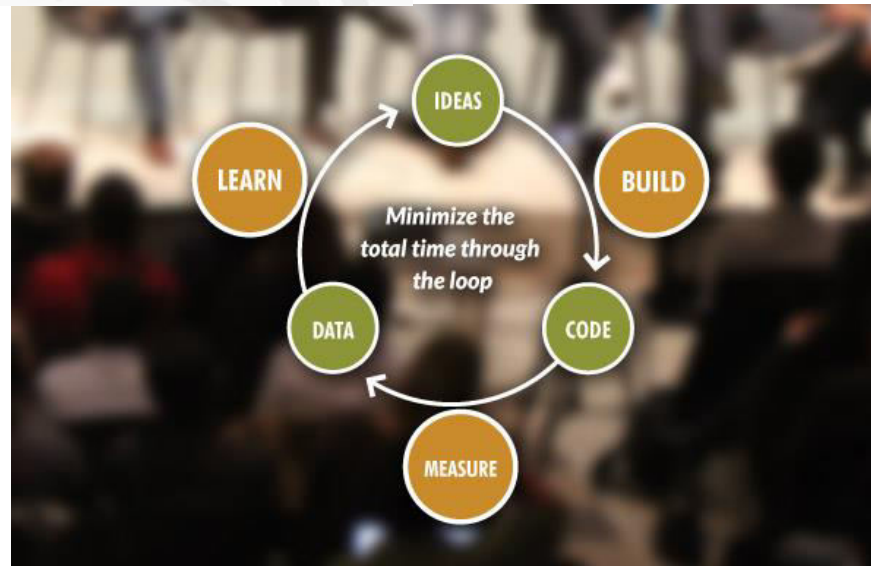 IDEAS
LEARN
BUILD
Minimize the
total time through
the loop
DATA
CODE
MEASURE